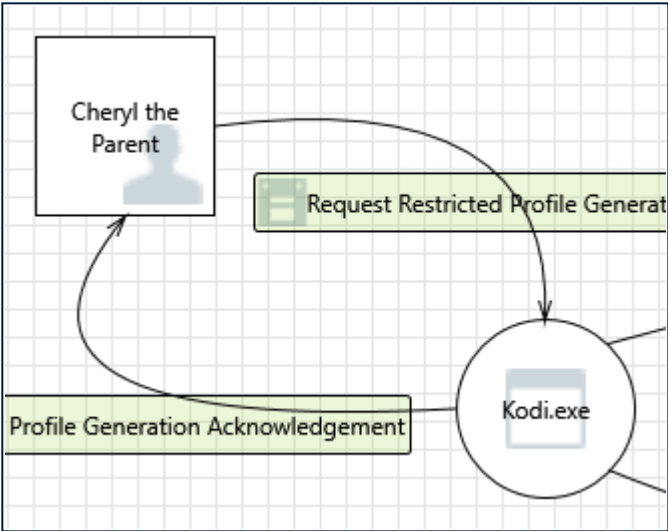 Cheryl the
Parent
Request Restricted Profile Generat
Kodi.exe
Profile Generation Acknowledgement